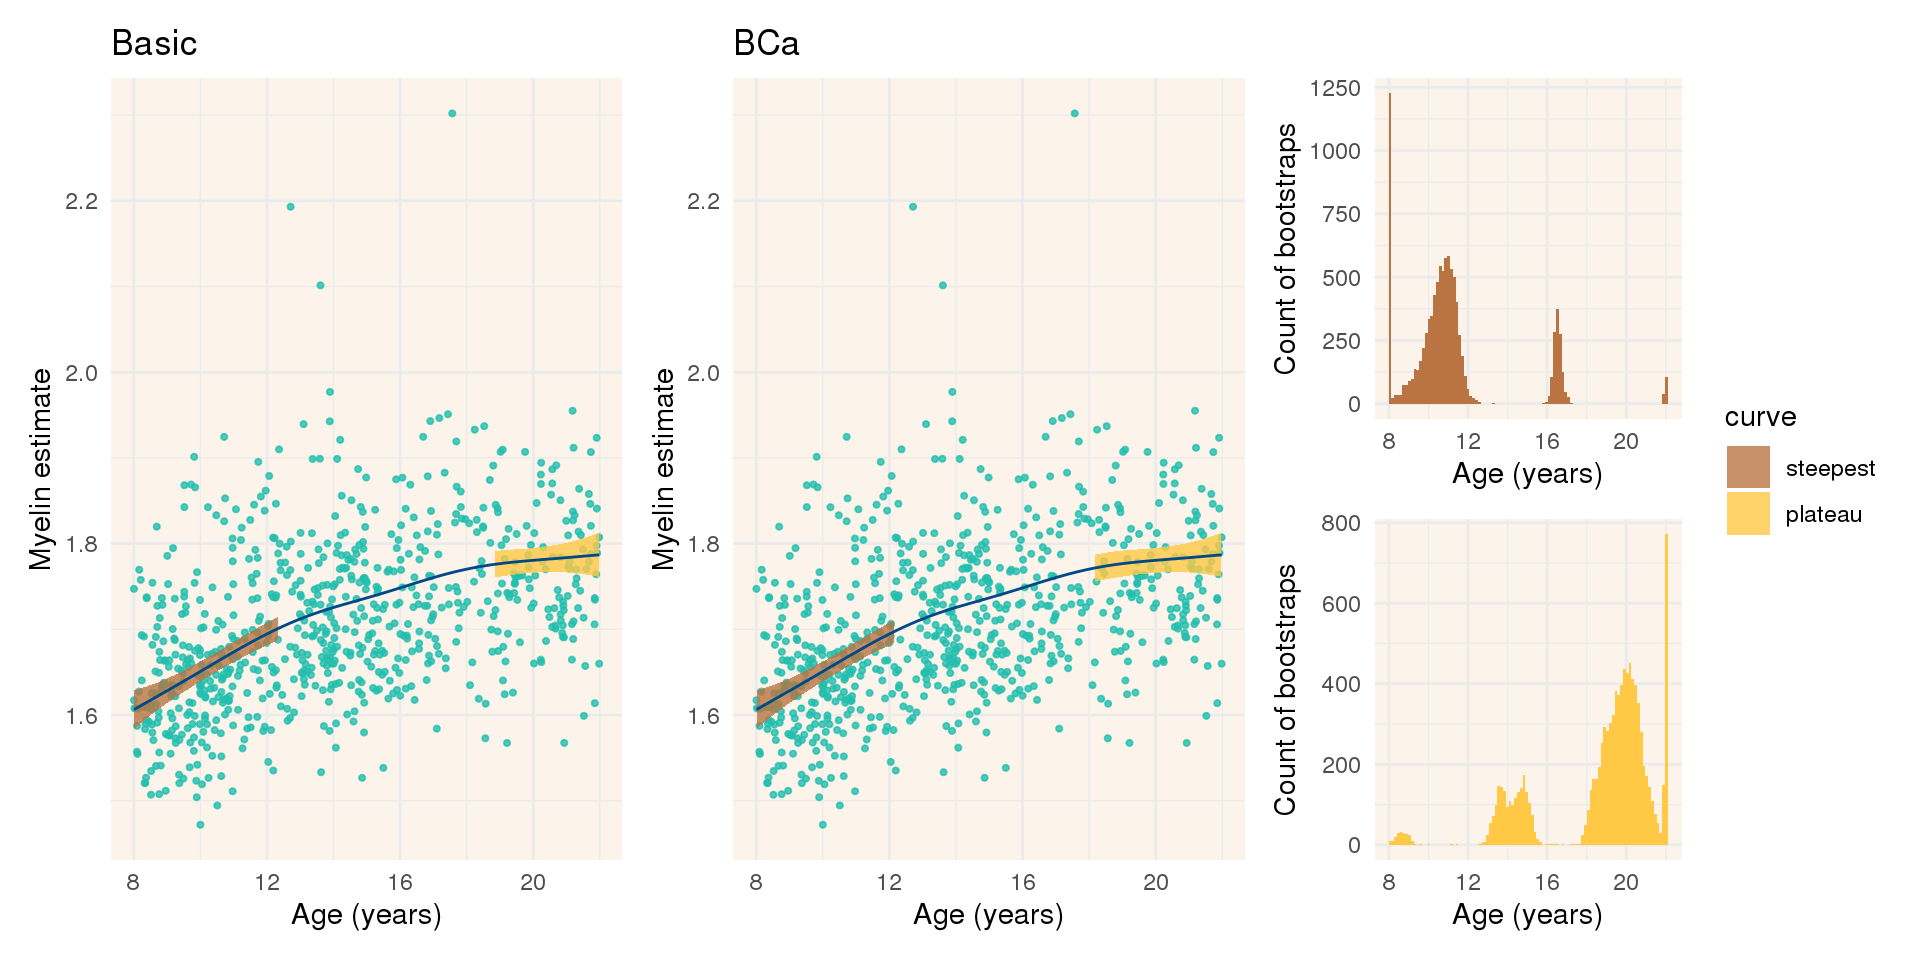 Basic
2.2
2.0
1.8
1.6
Myelin estimate
8 12 16 20
Age (years)
BCa
2.2
2.0
1.8
1.6
Myelin estimate
8 12 16 20
Age (years)
1250
1000
750
500
250
0
Count of bootstraps
8 12 16 20
Age (years)
800
600
400
200
0
Count of bootstraps
8 12 16 20
Age (years)
curve
steepest
plateau